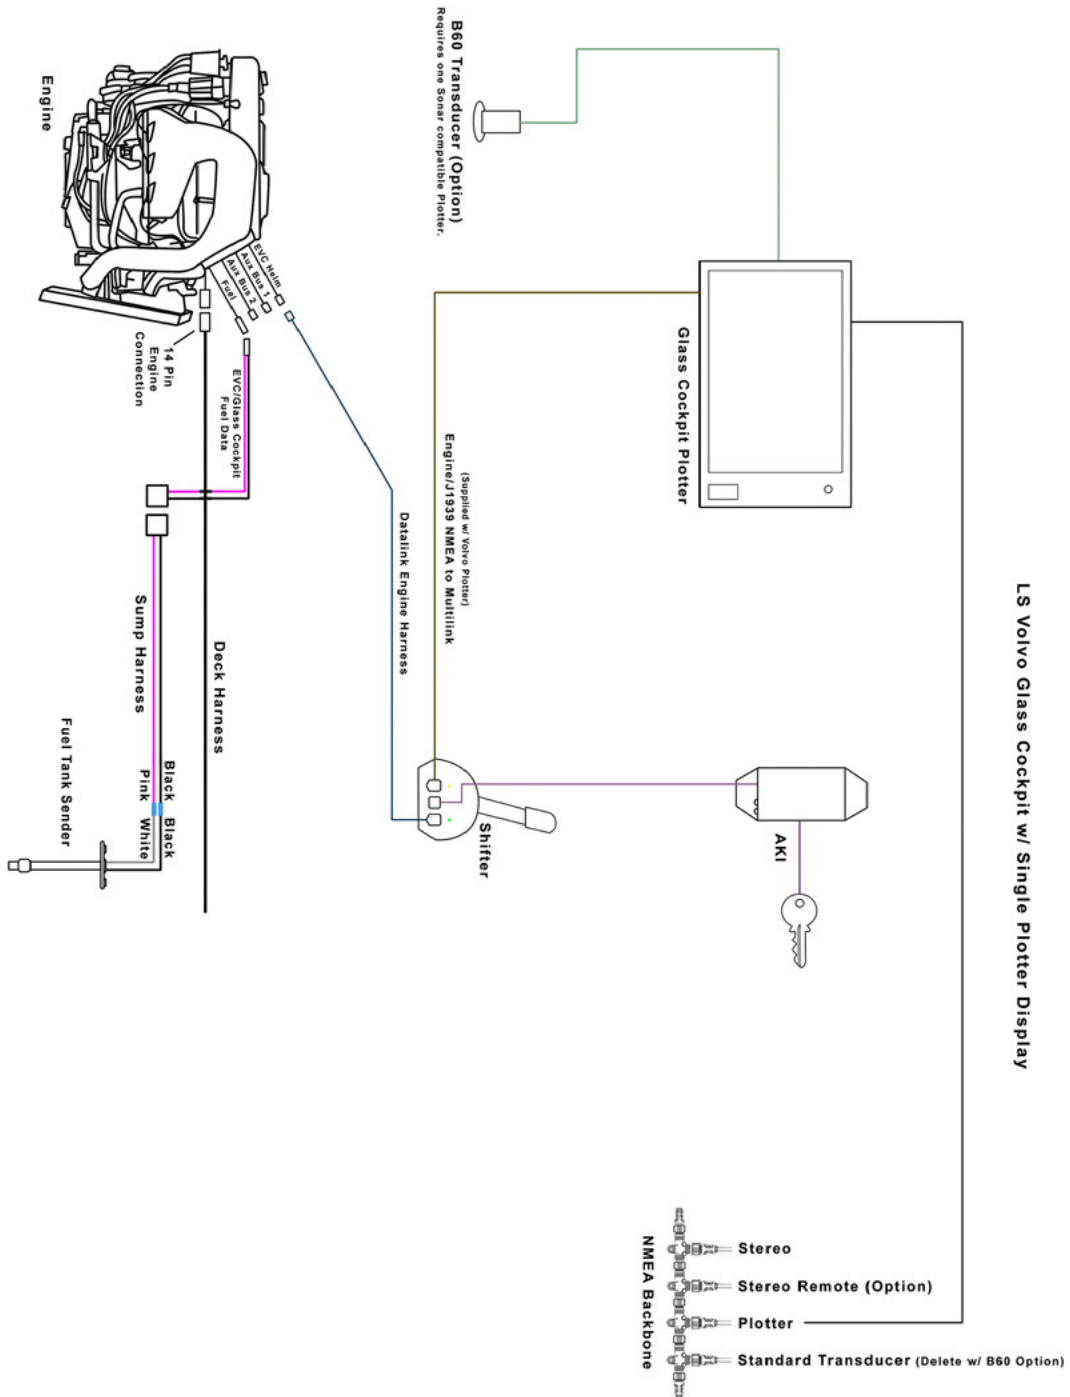 LS Volvo Glass Cockpit w/ Single Plotter Display
B60 Transducer (Option)
Requires one Sonar compatible Plotter.
Glass Cockpit Plotter
Engine
EVC Helm
Aux Bus 1
Aux Bus 2
Fuel
14 Pin
Engine
Connection
EVC/Glass Cockpit
Fuel Data
(Supplied w/ Volvo Plotter)
Engine/J1939 NMEA to Multilink
Datalink Engine Harness
Sump Harness
Deck Harness
Black
Black
Pink
White
Fuel Tank Sender
Shifter
AKI
NMEA Backbone
Stereo
Stereo Remote (Option)
Plotter
Standard Transducer (Delete w/ B60 Option)